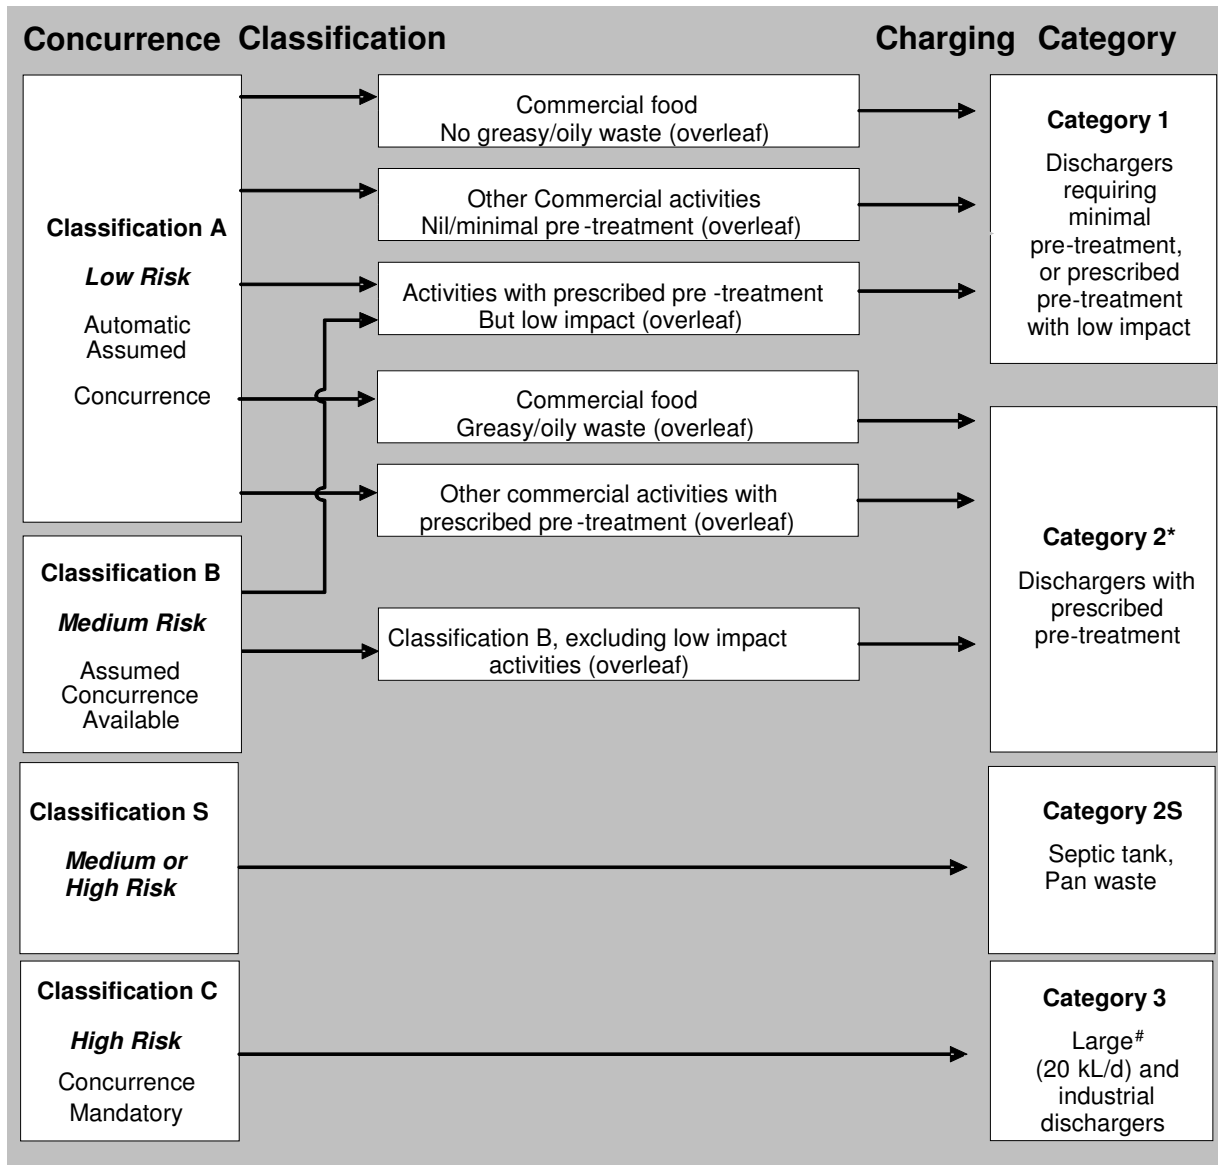 Concurrence Classification
Charging Category
Classification A
Low Risk
Automatic
Assumed
Concurrence
Classification B
Medium Risk
Assumed
Concurrence
Available
Classification S
Medium or
High Risk
Classification C
High Risk
Concurrence
Mandatory
Commercial food
No greasy/oily waste (overleaf)
Other Commercial activities
Nil/minimal pre-treatment (overleaf)
Activities with prescribed pre-treatment
But low impact (overleaf)
Commercial food
Greasy/oily waste (overleaf)
Other commercial activities with
prescribed pre-treatment (overleaf)
Classification B, excluding low impact
activities (overleaf)
Category 1
Dischargers
requiring
minimal
pre-treatment,
or prescribed
pre-treatment
with low impact
Category 2*
Dischargers with
prescribed
pre-treatment
Category 2S
Septic tank,
Pan waste
Category 3
Large#
(20 kL/d) and
industrial
dischargers